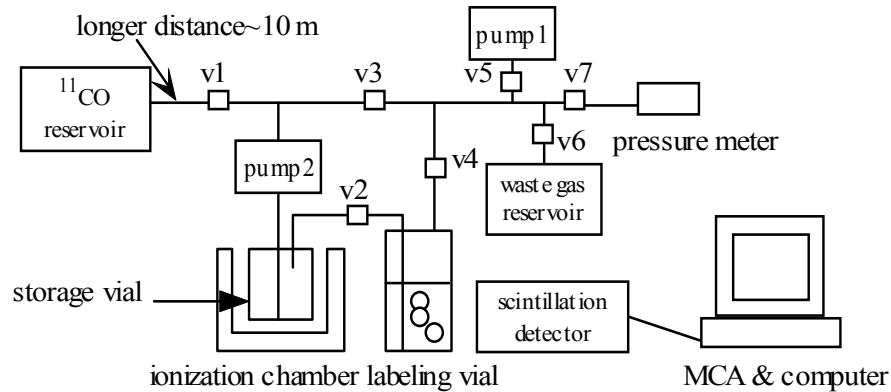 longer distance~10 m
pump1
v1
v3
v5
v7
¹¹CO
reservoir
pump2
v4
v6
pressure meter
waste gas
reservoir
v2
storage vial
scintillation
detector
ionization chamber
labeling vial
MCA & computer